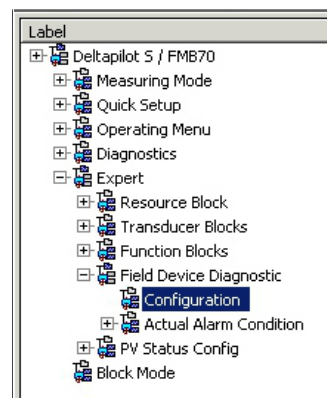 Label
Deltapilot S / FMB70
Measuring Mode
Quick Setup
Operating Menu
Diagnostics
Expert
Resource Block
Transducer Blocks
Function Blocks
Field Device Diagnostic
Configuration
Actual Alarm Condition
PV Status Config
Block Mode